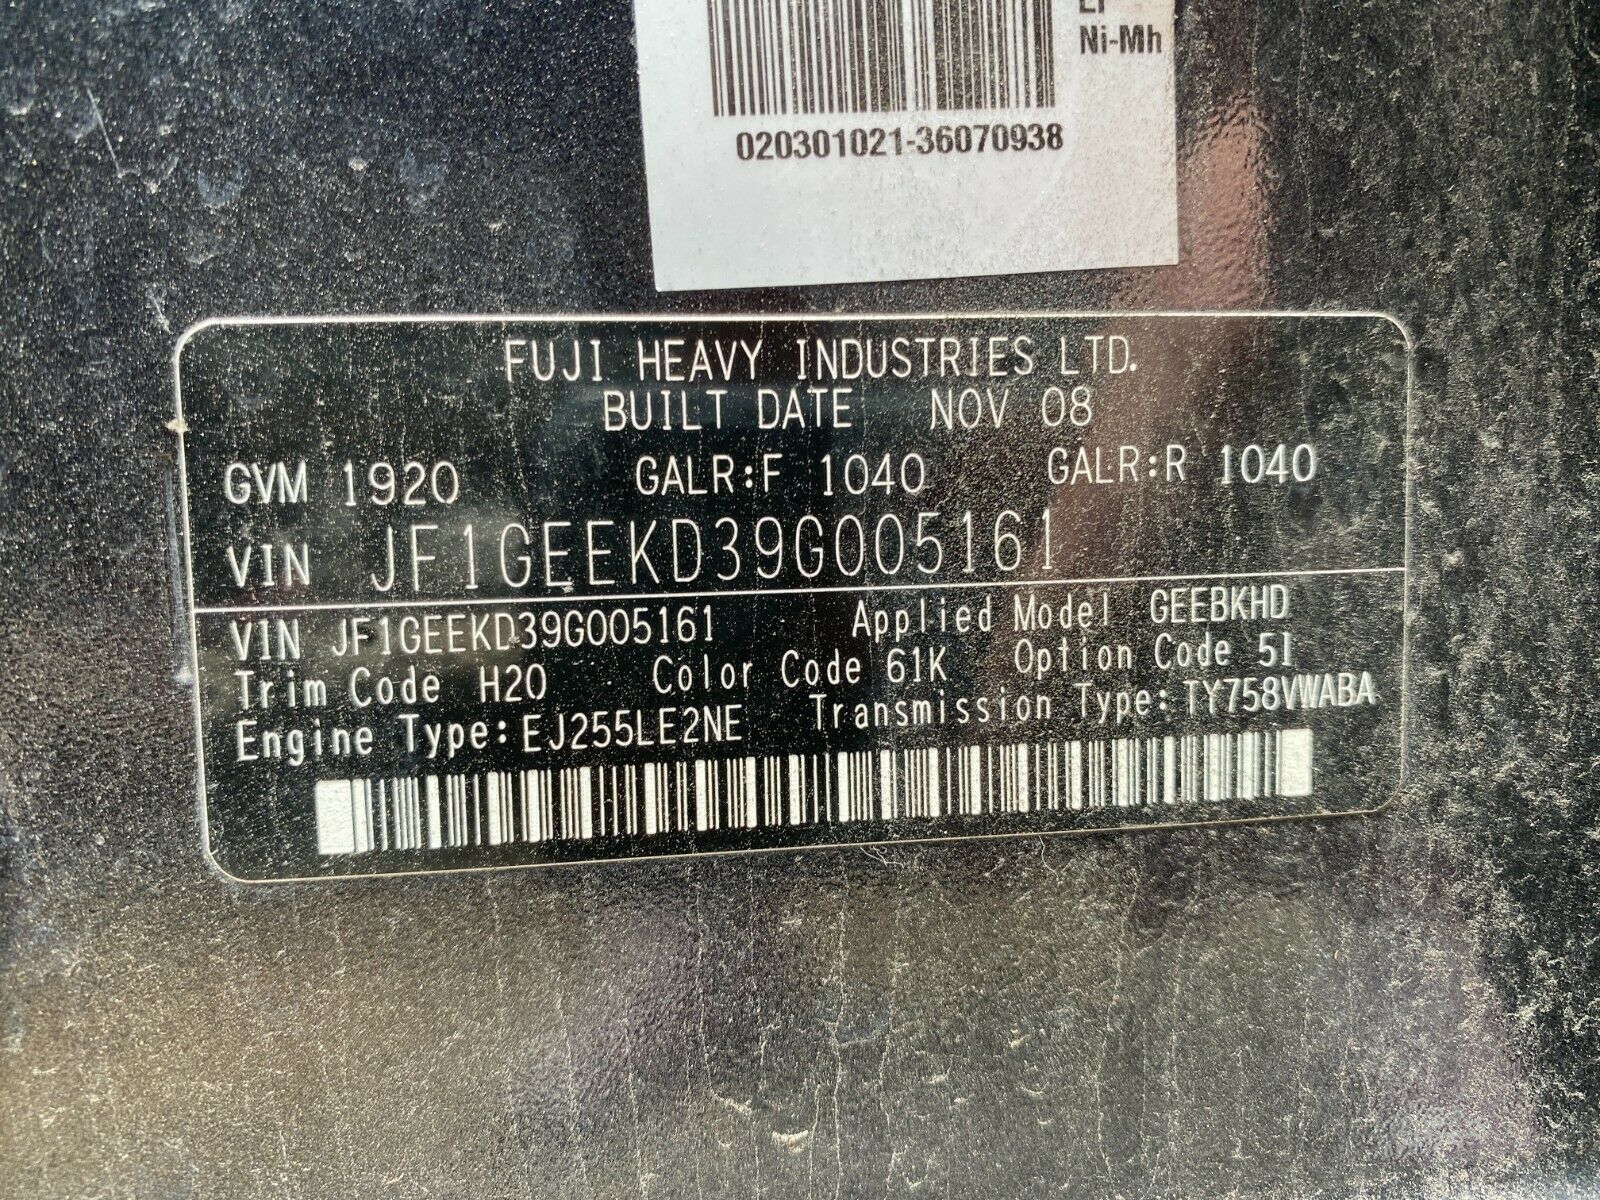 Ni-Mh
020301021-36070938
FUJI HEAVY INDUSTRIES LTD.
BUILT DATE NOV 08
GVM 1920 GALR:F 1040 GALR:R 1040
VIN JF1GEEKD39G005161
VIN JF1GEEKD39G005161 Applied Model GEEBKHD
Trim Code H20 Color Code 61K Option Code 5I
Engine Type: EJ255LE2NE Transmission Type: TY758VWABA